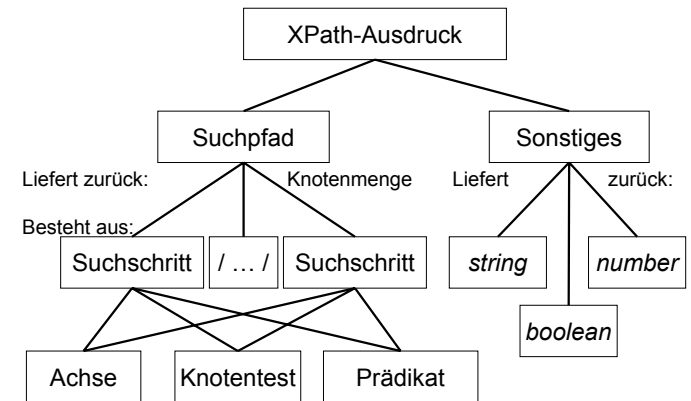 XPath-Ausdruck
Suchpfad
Sonstiges
Liefert zurück:
Knotenmenge
Liefert
zurück:
Besteht aus:
Suchschritt
/ … /
Suchschritt
string
number
boolean
Achse
Knotentest
Prädikat